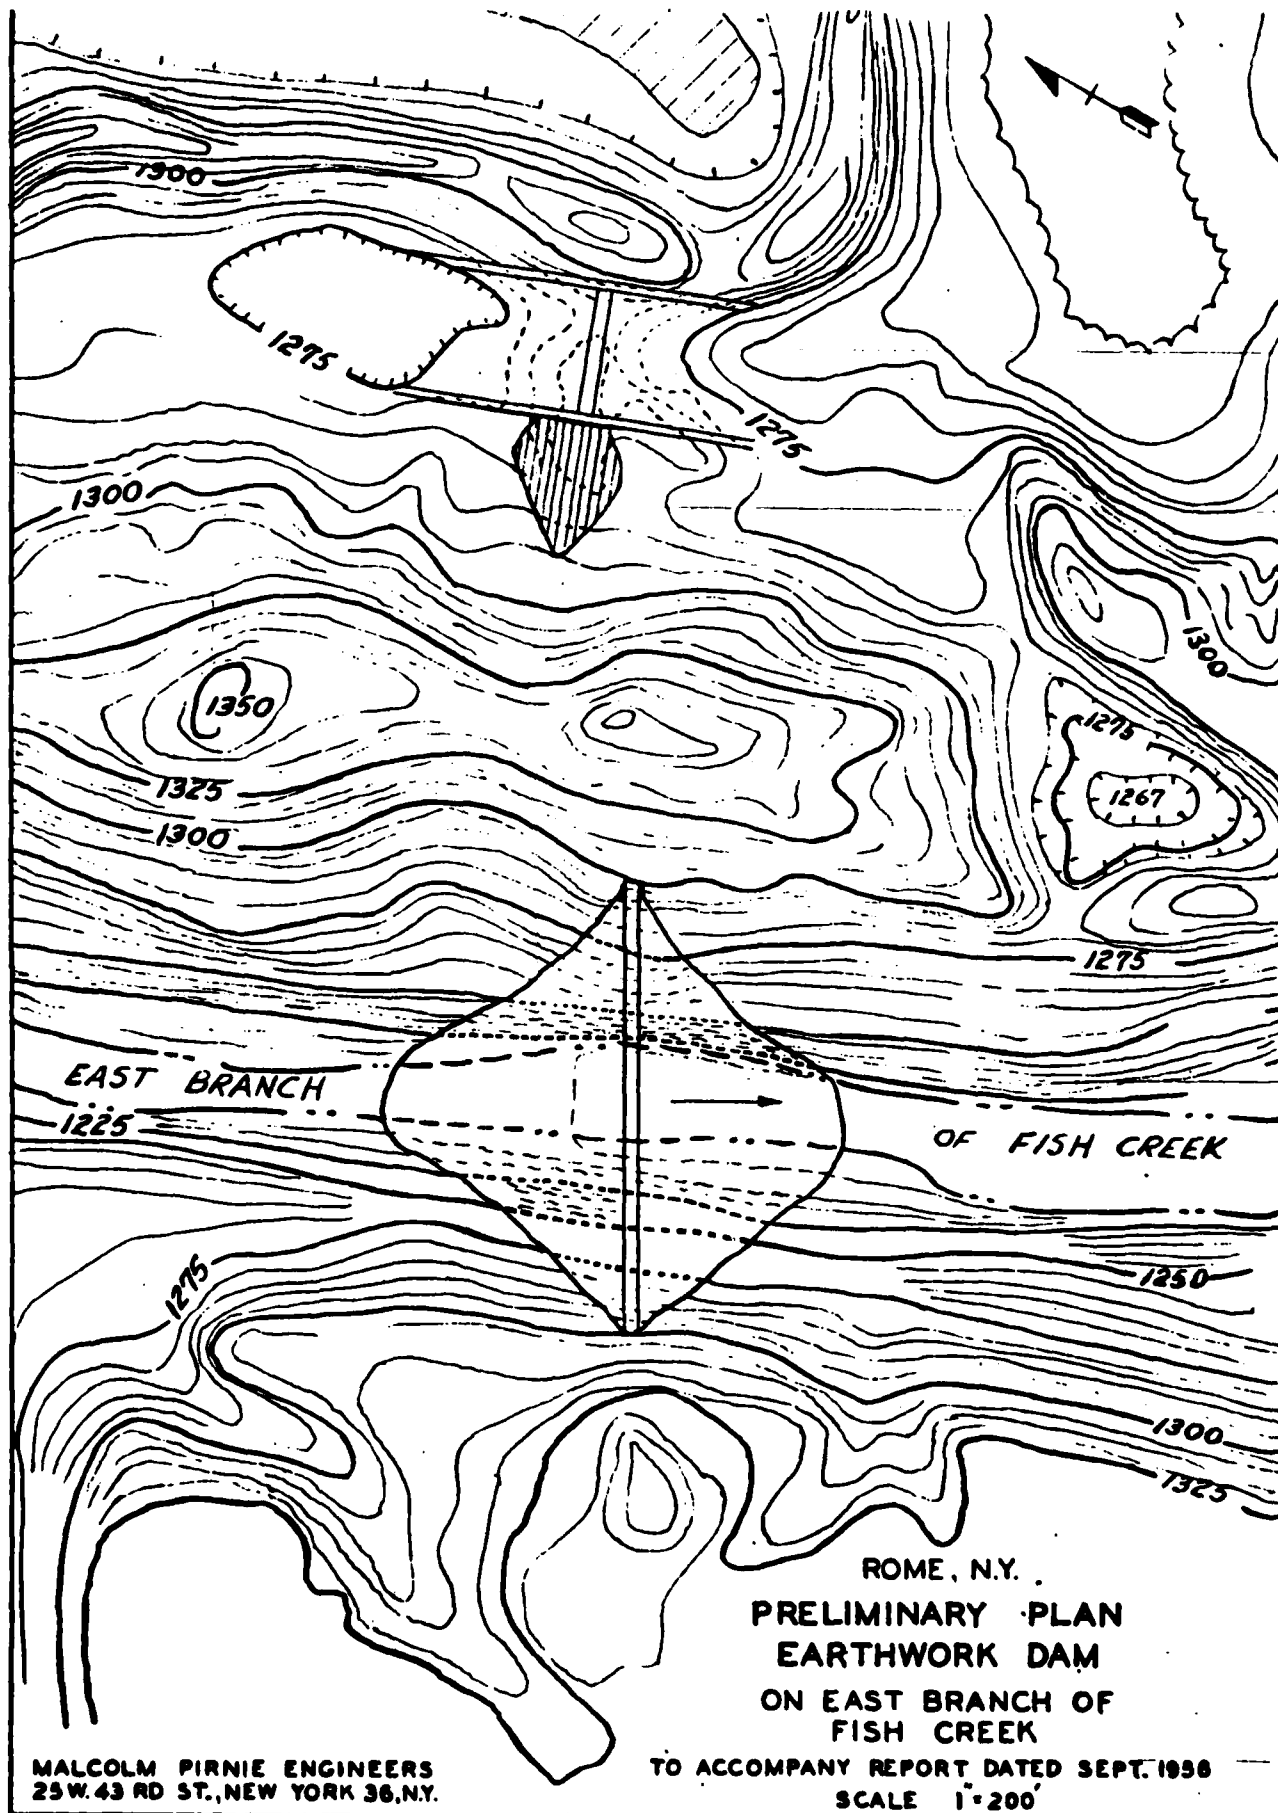 1900
1275
1275
1300
1300
1350
1275
1325
1267
1300
1275
EAST BRANCH
1225
OF FISH CREEK
1275
1250
1300
1325
ROME, N.Y.
PRELIMINARY PLAN
EARTHWORK DAM
ON EAST BRANCH OF
FISH CREEK
MALCOLM PIRNIE ENGINEERS
25 W. 43 RD ST., NEW YORK 36, N.Y.
TO ACCOMPANY REPORT DATED SEPT. 1956
SCALE 1"=200'